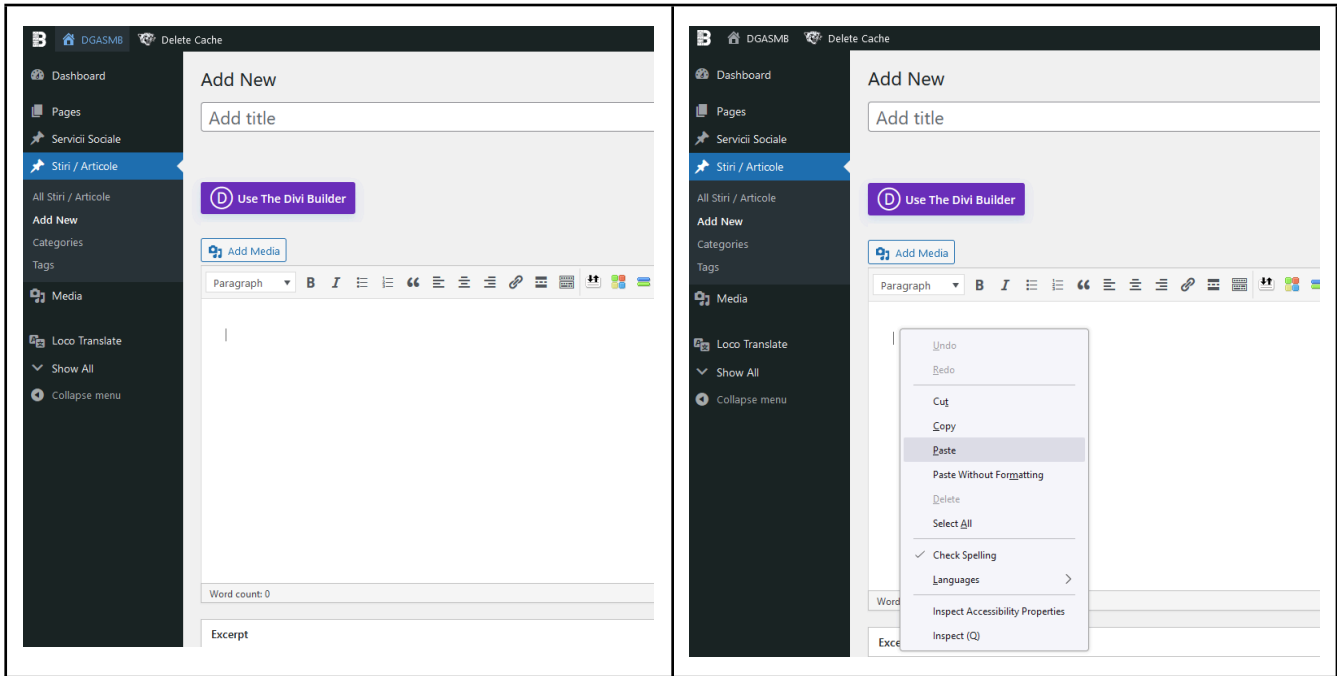 DGASMB Delete Cache
Dashboard
Pages
Servicii Sociale
Stiri / Articole
All Stiri / Articole
Add New
Categories
Tags
Media
Loco Translate
Show All
Collapse menu
Add New
Add title
D Use The Divi Builder
Add Media
Paragraph B I
Word count: 0
Excerpt
DGASMB Delete Cache
Dashboard
Pages
Servicii Sociale
Stiri / Articole
All Stiri / Articole
Add New
Categories
Tags
Media
Loco Translate
Show All
Collapse menu
Add New
Add title
D Use The Divi Builder
Add Media
Paragraph B I
Undo
Redo
Cut
Copy
Paste
Paste Without Formatting
Delete
Select All
Check Spelling
Languages
Inspect Accessibility Properties
Inspect (Q)
Word
Exce